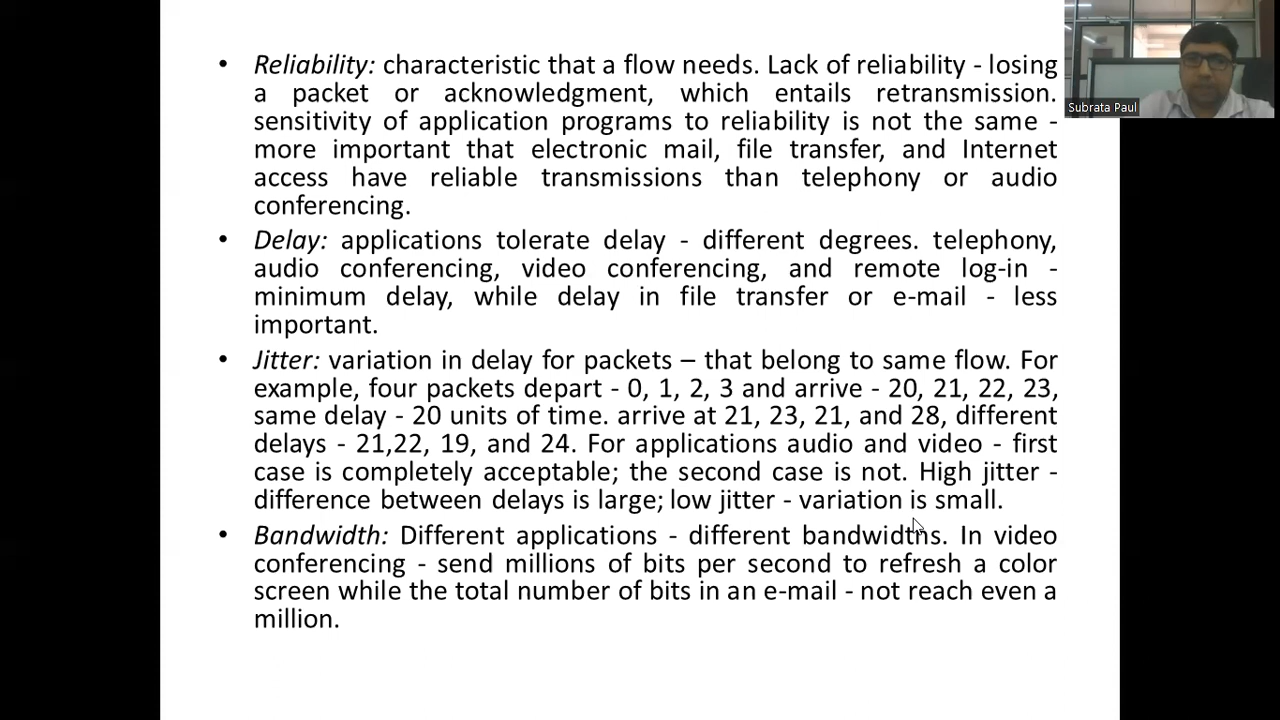 • Reliability: characteristic that a flow needs. Lack of reliability - losing
a packet or acknowledgment, which entails retransmission.
sensitivity of application programs to reliability is not the same -
more important that electronic mail, file transfer, and Internet
access have reliable transmissions than telephony or audio
conferencing.
• Delay: applications tolerate delay - different degrees. telephony,
audio conferencing, video conferencing, and remote log-in -
minimum delay, while delay in file transfer or e-mail - less
important.
• Jitter: variation in delay for packets – that belong to same flow. For
example, four packets depart - 0, 1, 2, 3 and arrive - 20, 21, 22, 23,
same delay - 20 units of time. arrive at 21, 23, 21, and 28, different
delays - 21,22, 19, and 24. For applications audio and video - first
case is completely acceptable; the second case is not. High jitter -
difference between delays is large; low jitter - variation is small.
• Bandwidth: Different applications - different bandwidths. In video
conferencing - send millions of bits per second to refresh a color
screen while the total number of bits in an e-mail - not reach even a
million.
Subrata Paul